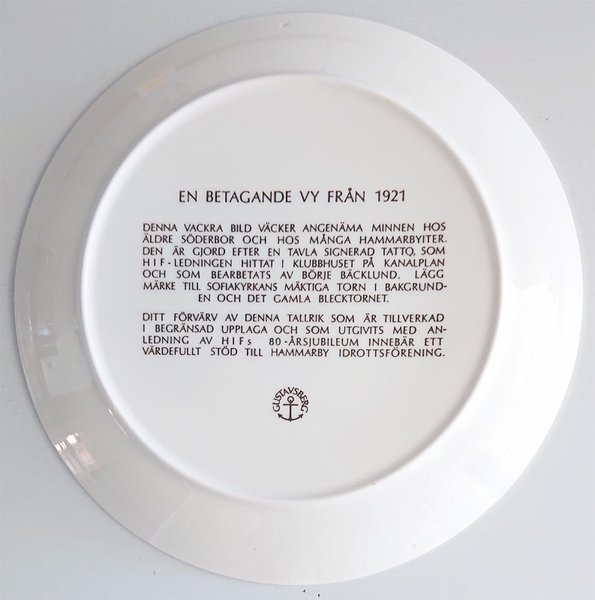 EN BETAGANDE VY FRÅN 1921
DENNA VACKRA BILD VÄCKER ANGENÄMA MINNEN HOS
ÄLDRE SÖDERBOR OCH HOS MÅNGA HAMMARBYITER.
DEN ÄR GJORD EFTER EN TAVLA SIGNERAD TATTO, SOM
HIF-LEDNINGEN HITTAT I KLUBBHUSET PÅ KANALPLAN
OCH SOM BEARBETATS AV BÖRJE BÄCKLUND. LÄGG
MÄRKE TILL SOFIAKYRKANS MÄKTIGA TORN I BAKGRUND-
EN OCH DET GAMLA BLECKTORNET.
DITT FÖRVÄRV AV DENNA TALLRIK SOM ÄR TILLVERKAD
I BEGRÄNSAD UPPLAGA OCH SOM UTGIVITS MED AN-
LEDNING AV HIFs 80-ÅRSJUBILEUM INNEBÄR ETT
VÄRDEFULLT STÖD TILL HAMMARBY IDROTTSFÖRENING.
GUSTAVSBERG